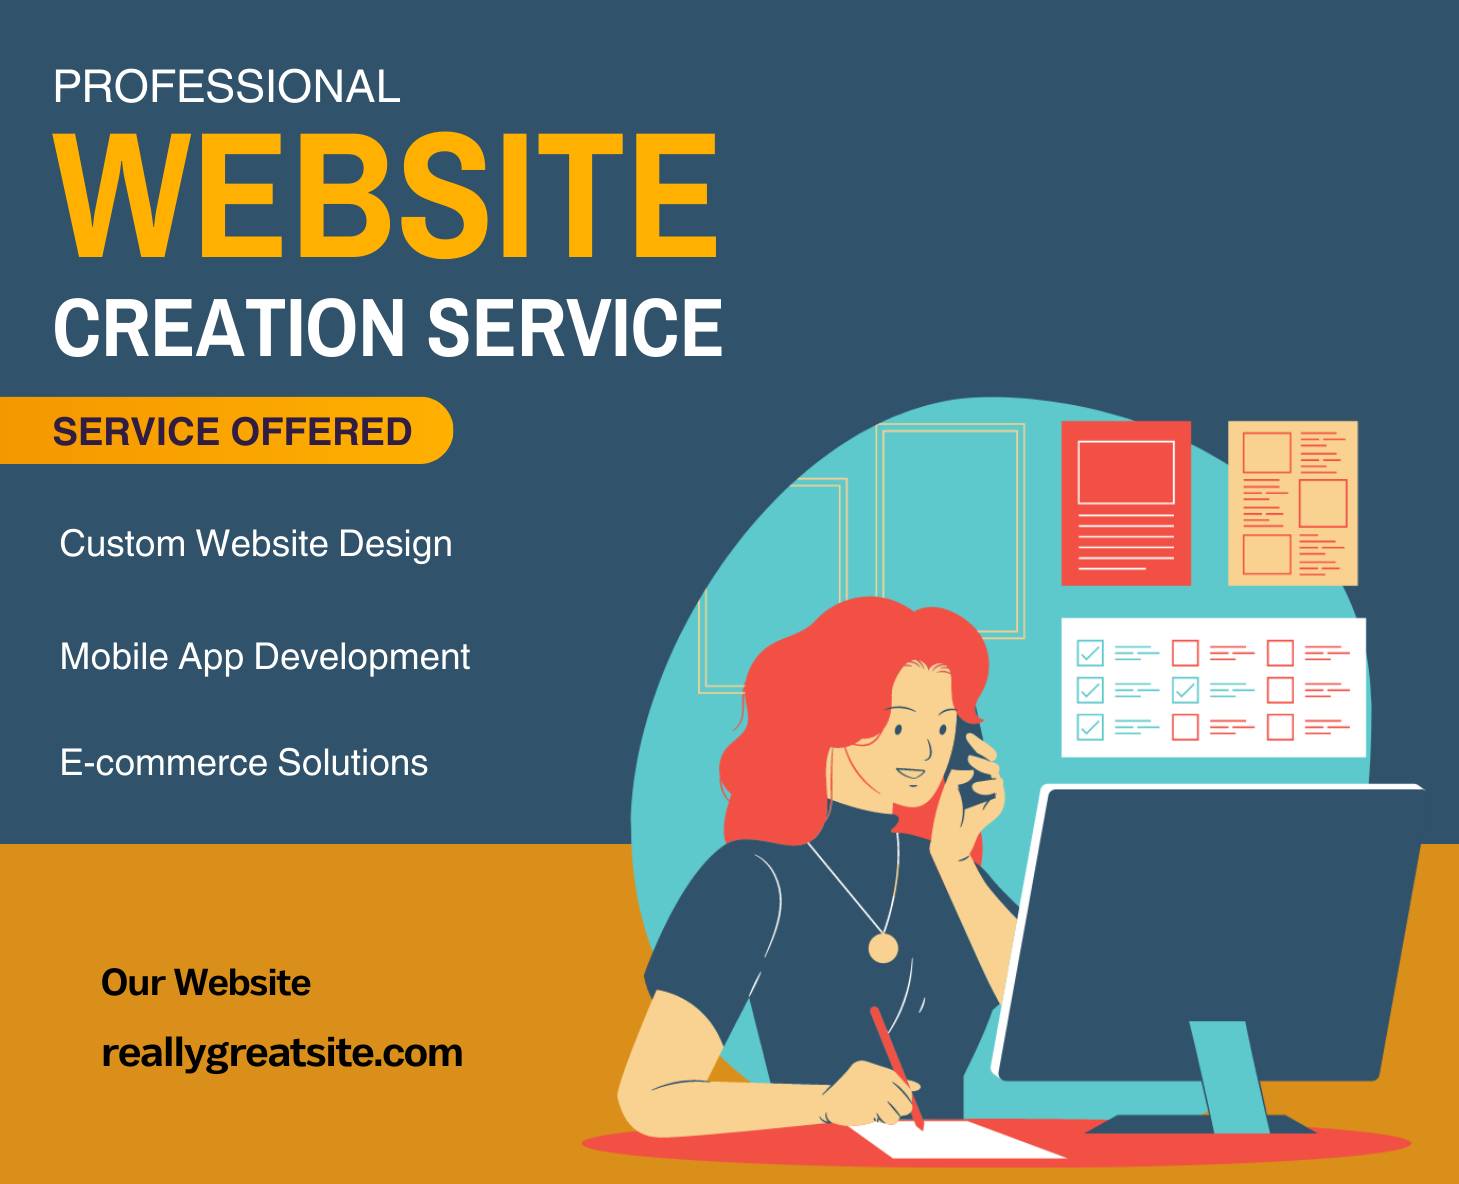 PROFESSIONAL
WEBSITE
CREATION SERVICE
SERVICE OFFERED
Custom Website Design
Mobile App Development
E-commerce Solutions
Our Website
reallygreatsite.com